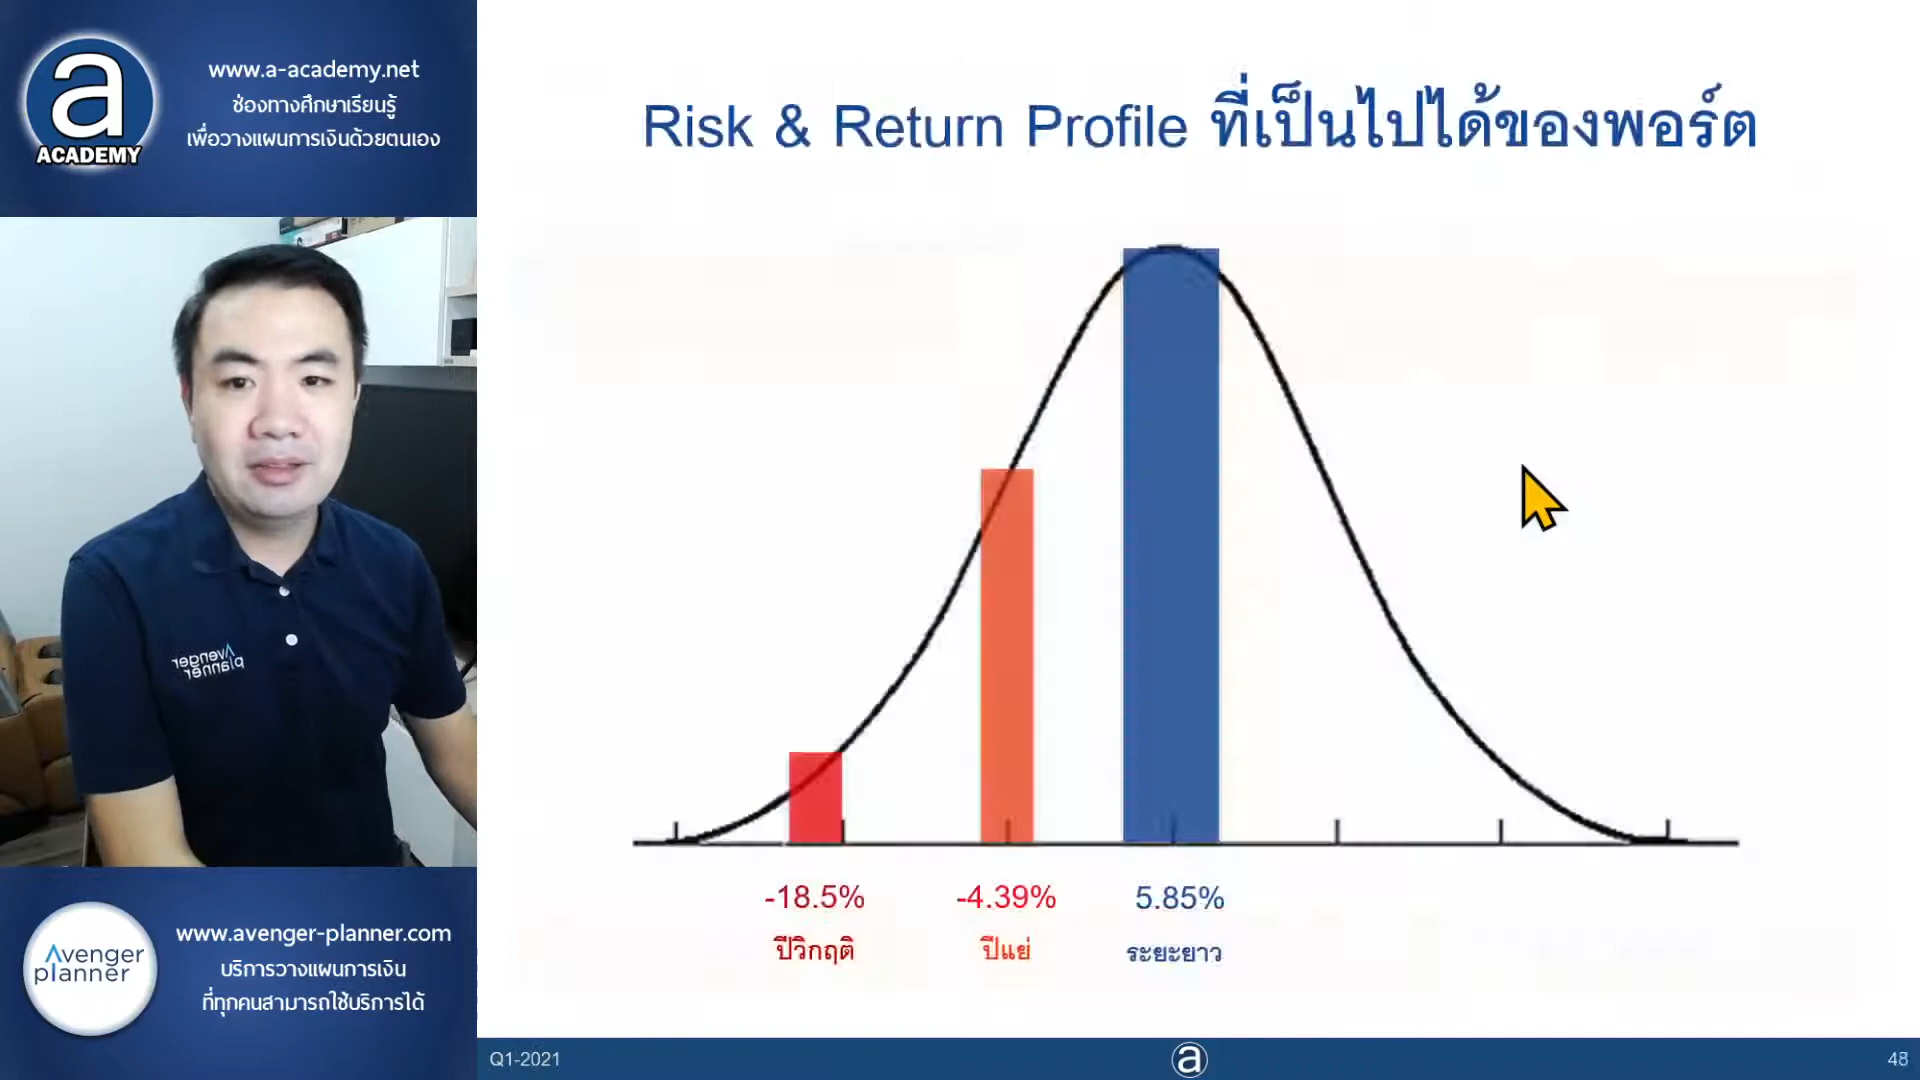 a
ACADEMY
www.a-academy.net
ช่องทางศึกษาเรียนรู้
เพื่อวางแผนการเงินด้วยตนเอง
Risk & Return Profile ที่เป็นไปได้ของพอร์ต
Avenger
planner
-18.5% -4.39% 5.85%
ปีวิกฤติ ปีแย่ ระยะยาว
Avenger
planner
www.avenger-planner.com
บริการวางแผนการเงิน
ที่ทุกคนสามารถใช้บริการได้
Q1-2021 a 48